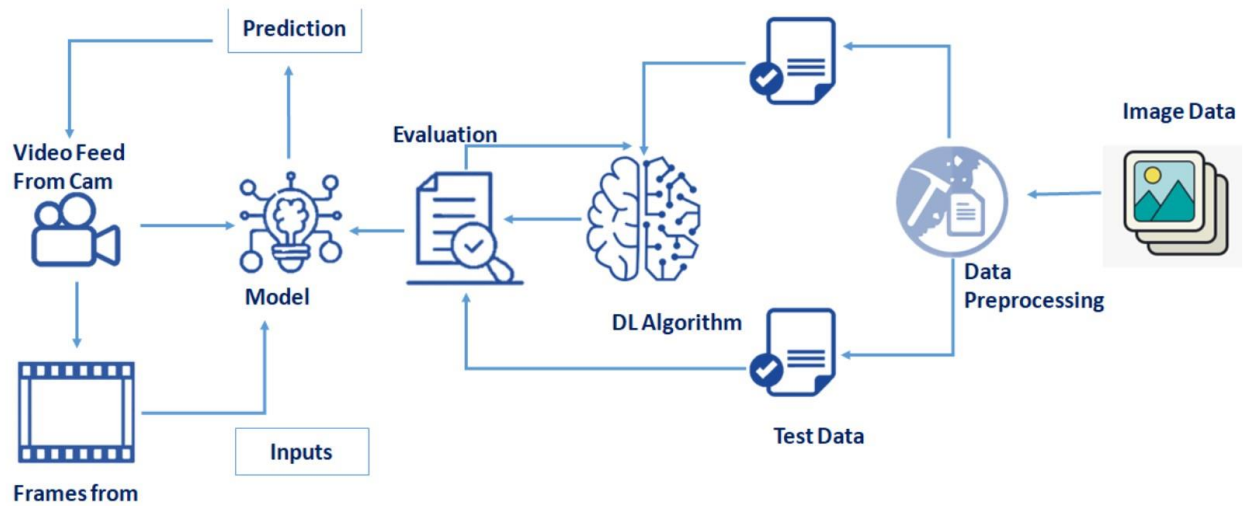 Prediction
Image Data
Evaluation
Video Feed
From Cam
Data
Preprocessing
Model
DL Algorithm
Test Data
Inputs
Frames from